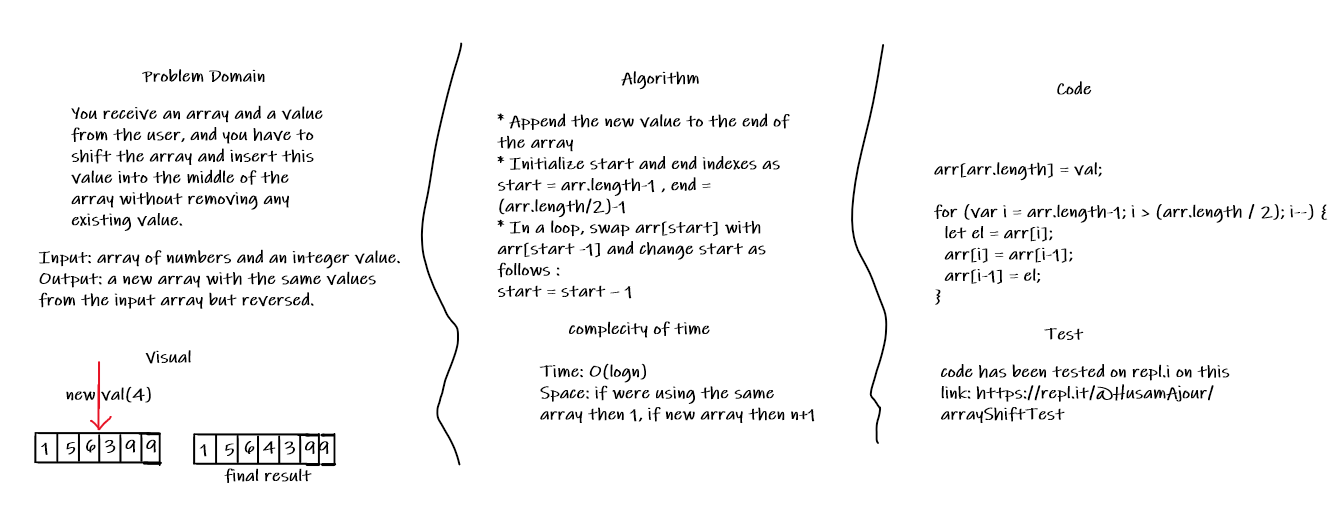 Problem Domain
You receive an array and a value
from the user, and you have to
shift the array and insert this
value into the middle of the
array without removing any
existing value.
Input: array of numbers and an integer value.
Output: a new array with the same values
from the input array but reversed.
Visual
new val(4)
1 5 6 3 9 9
1 5 6 4 3 9 9
final result
Algorithm
* Append the new value to the end of
the array
* Initialize start and end indexes as
start = arr.length-1 , end =
(arr.length/2)-1
* In a loop, swap arr[start] with
arr[start -1] and change start as
follows :
start = start - 1
complecity of time
Time: O(logn)
Space: if were using the same
array then 1, if new array then n+1
Code
arr[arr.length] = val;
for (var i = arr.length-1; i > (arr.length / 2); i--) {
let el = arr[i];
arr[i] = arr[i-1];
arr[i-1] = el;
}
Test
code has been tested on repl.i on this
link: https://repl.it/@HusamAjour/
arrayShiftTest